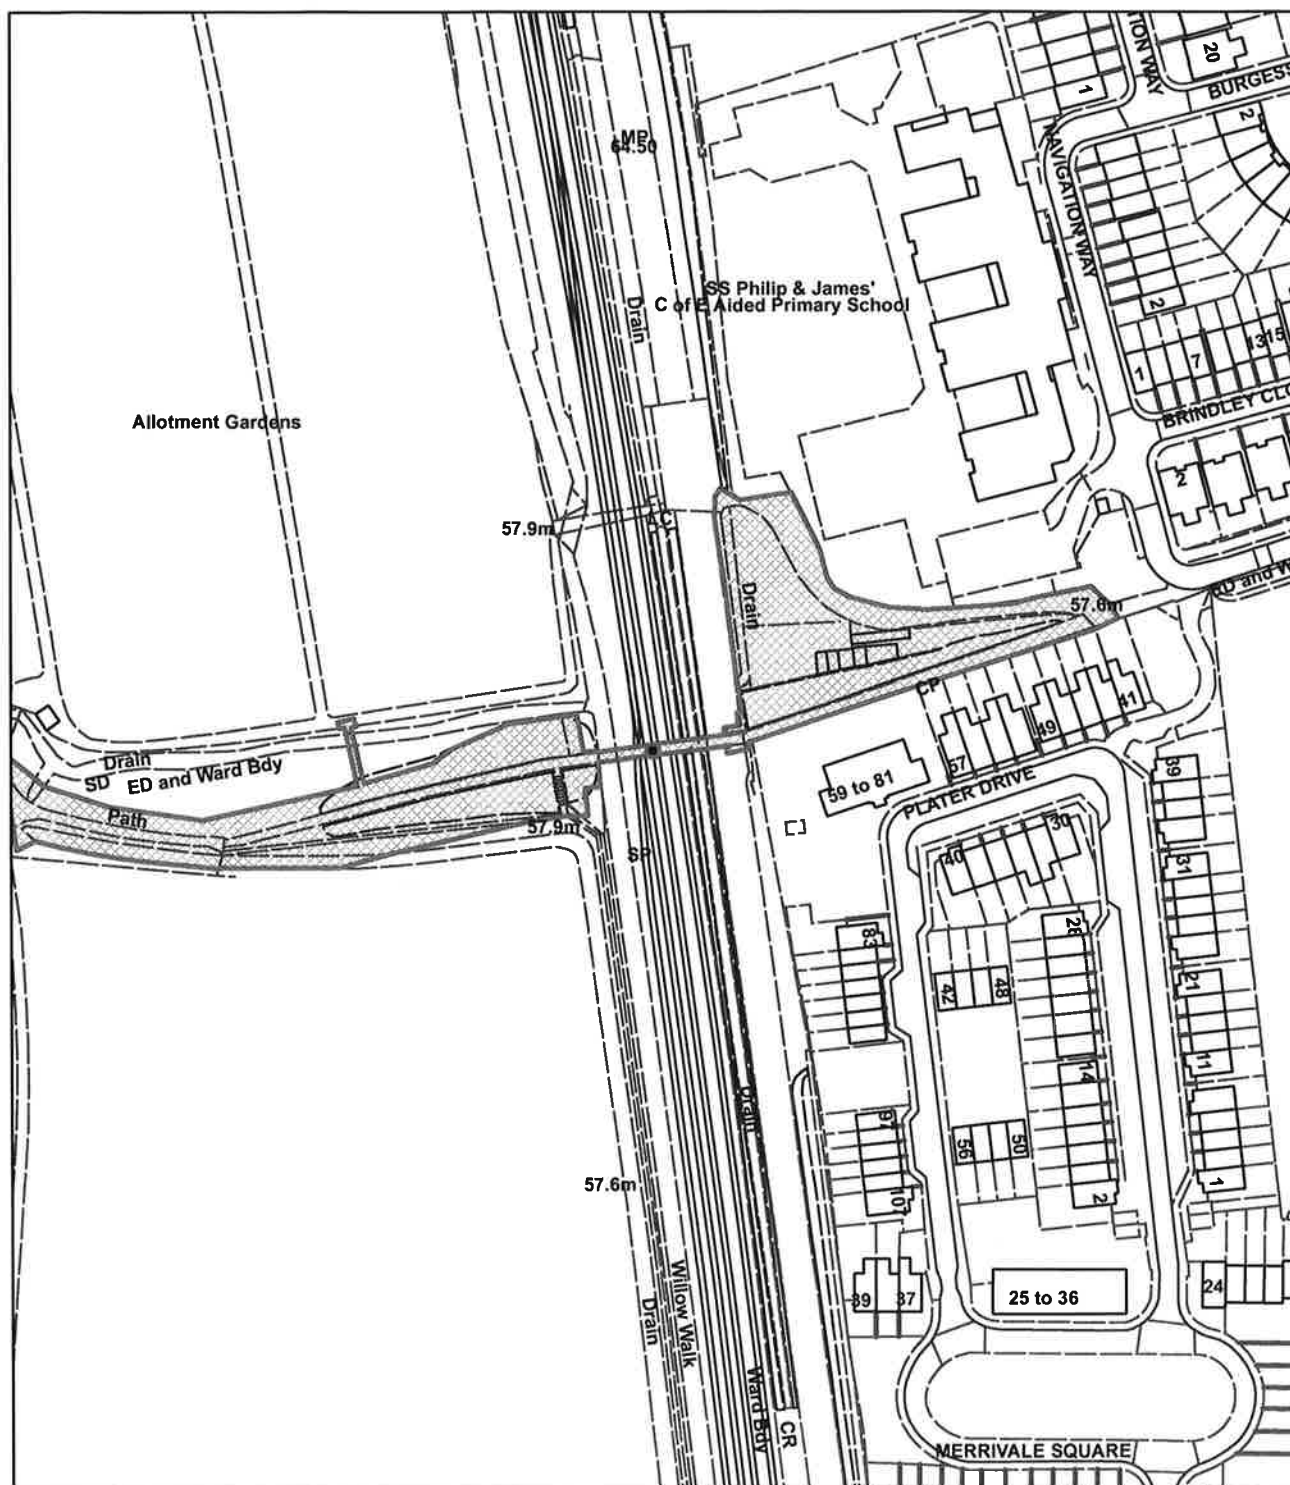 TION WAY
20
BURGESS
1
2
MP
64.50
NAVIGATION WAY
SS Philip & James'
C of E Aided Primary School
Drain
2
1
7
13
15
BRINDLEY CLO
Allotment Gardens
2
57.9m
Drain
57.6m
RD and W
CP
41
49
57
Drain
SD
ED and Ward Bdy
Path
57.9m
59 to 81
PLATER DRIVE
39
30
40
SP
31
83
28
42
48
21
11
14
Drain
97
56
50
107
2
1
57.6m
Willow Walk
Drain
39
37
25 to 36
24
Ward Bdy
CR
MERRIVALE SQUARE